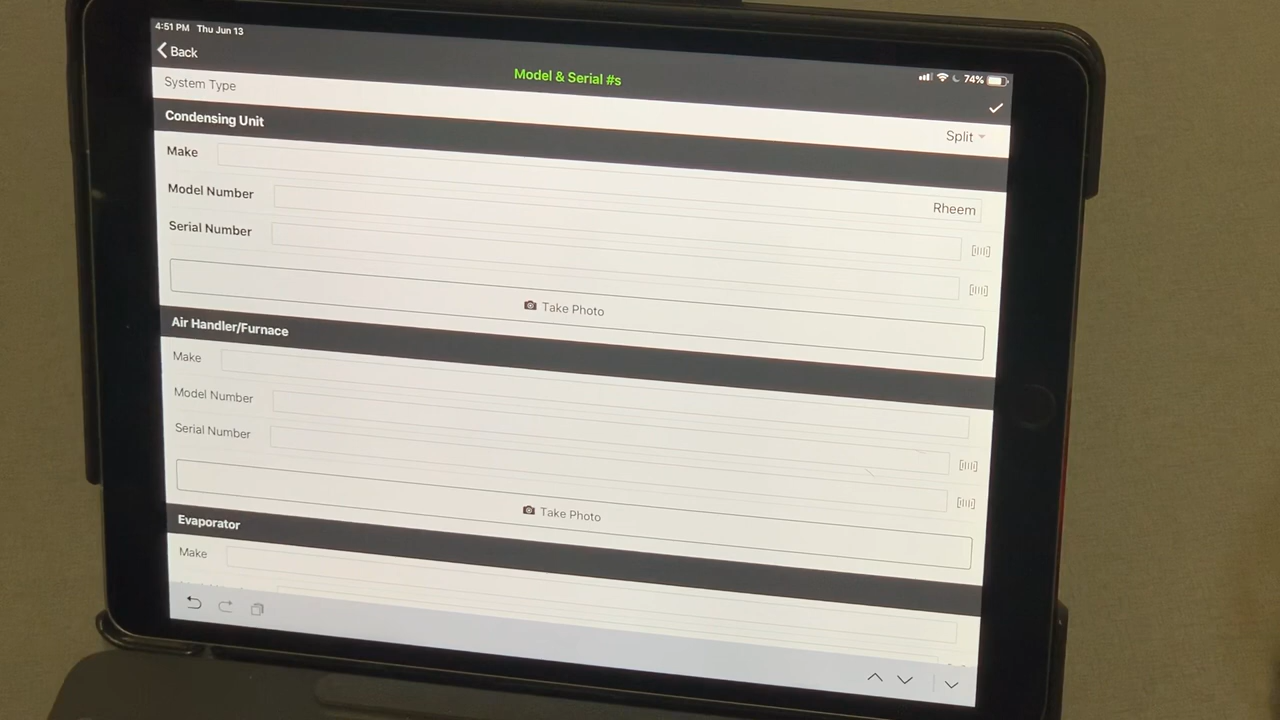 4:51 PM Thu Jun 13
74%
Back
Model & Serial #s
System Type
Split
Condensing Unit
Make
Rheem
Model Number
Serial Number
Take Photo
Air Handler/Furnace
Make
Model Number
Serial Number
Take Photo
Evaporator
Make